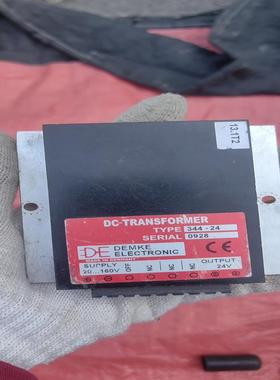 13.1T2
DC-TRANSFORMER
TYPE 344-24
SERIAL 0928
DE DEMKE
ELECTRONIC
MADE IN GERMANY
CE
SUPPLY OUTPUT
20...160V 24V